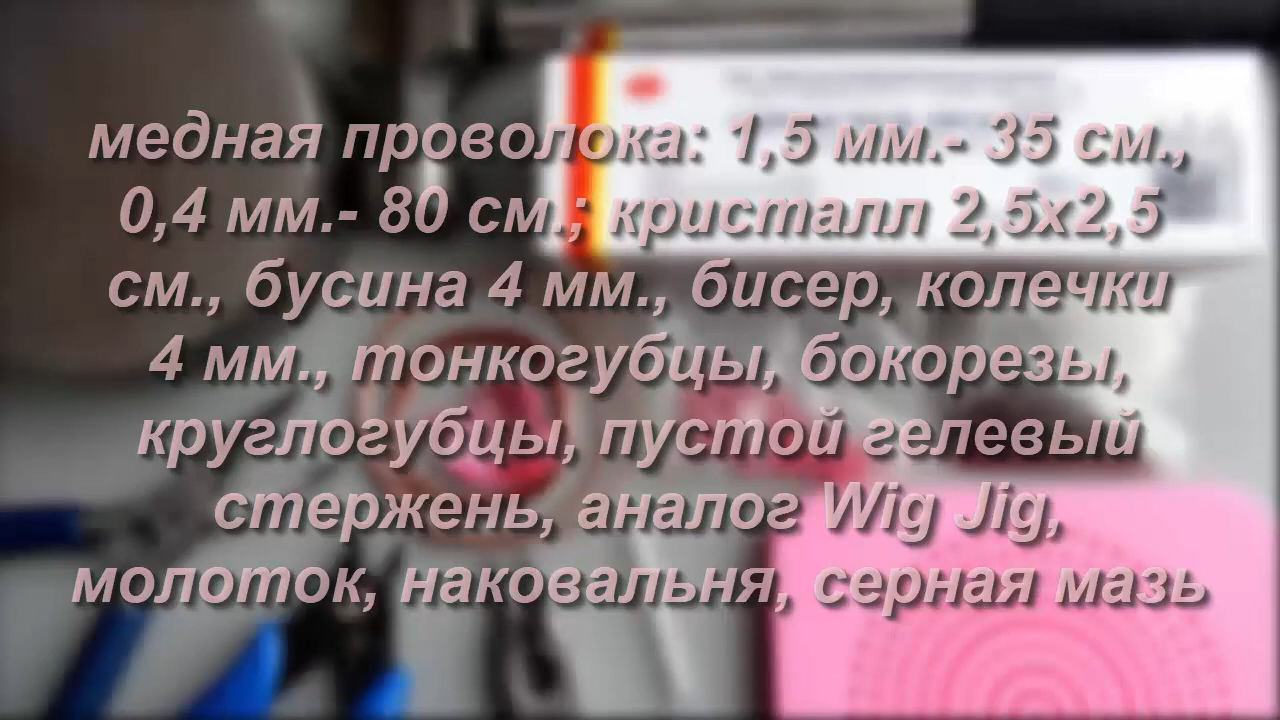 медная проволока: 1,5 мм.- 35 см.,
0,4 мм.- 80 см.; кристалл 2,5х2,5
см., бусина 4 мм., бисер, колечки
4 мм., тонкогубцы, бокорезы,
круглогубцы, пустой гелевый
стержень, аналог Wig Jig,
молоток, наковальня, серная мазь